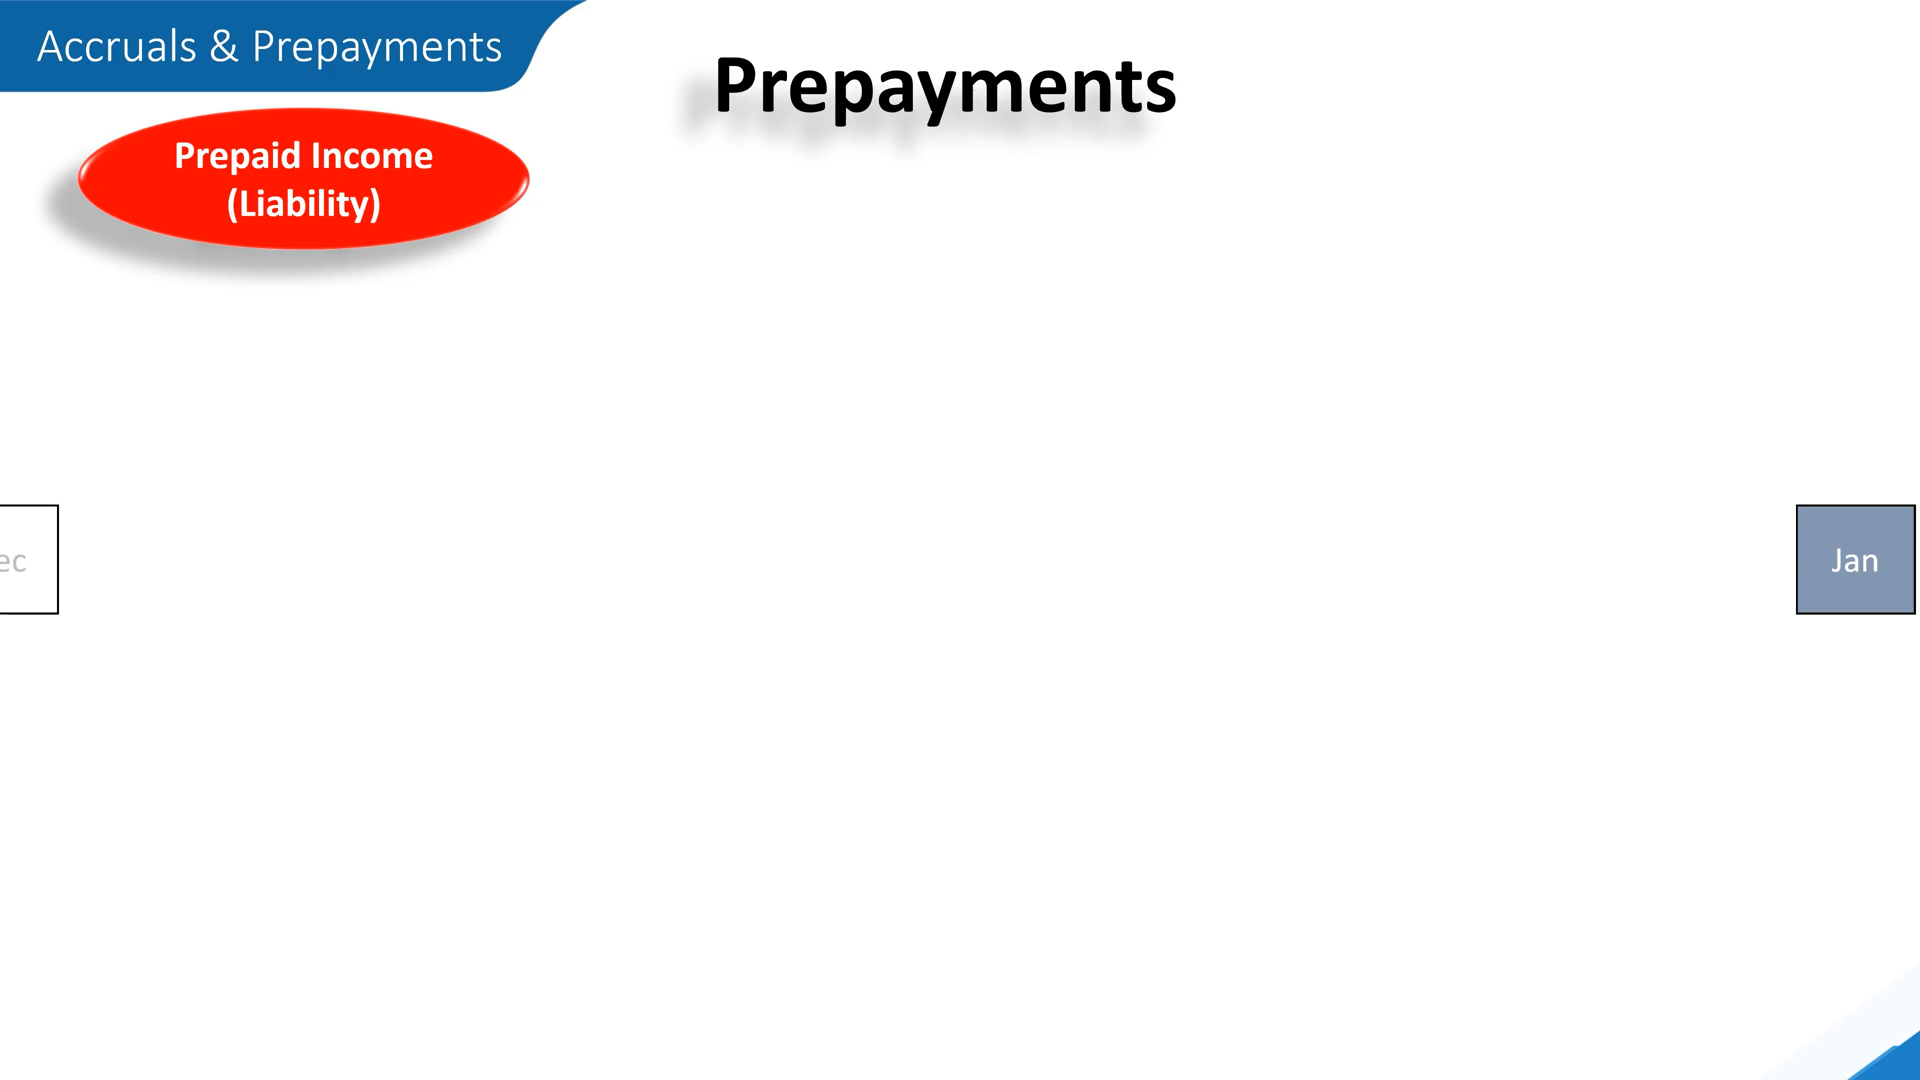 Accruals & Prepayments
Prepayments
Prepaid Income
(Liability)
ec
Jan